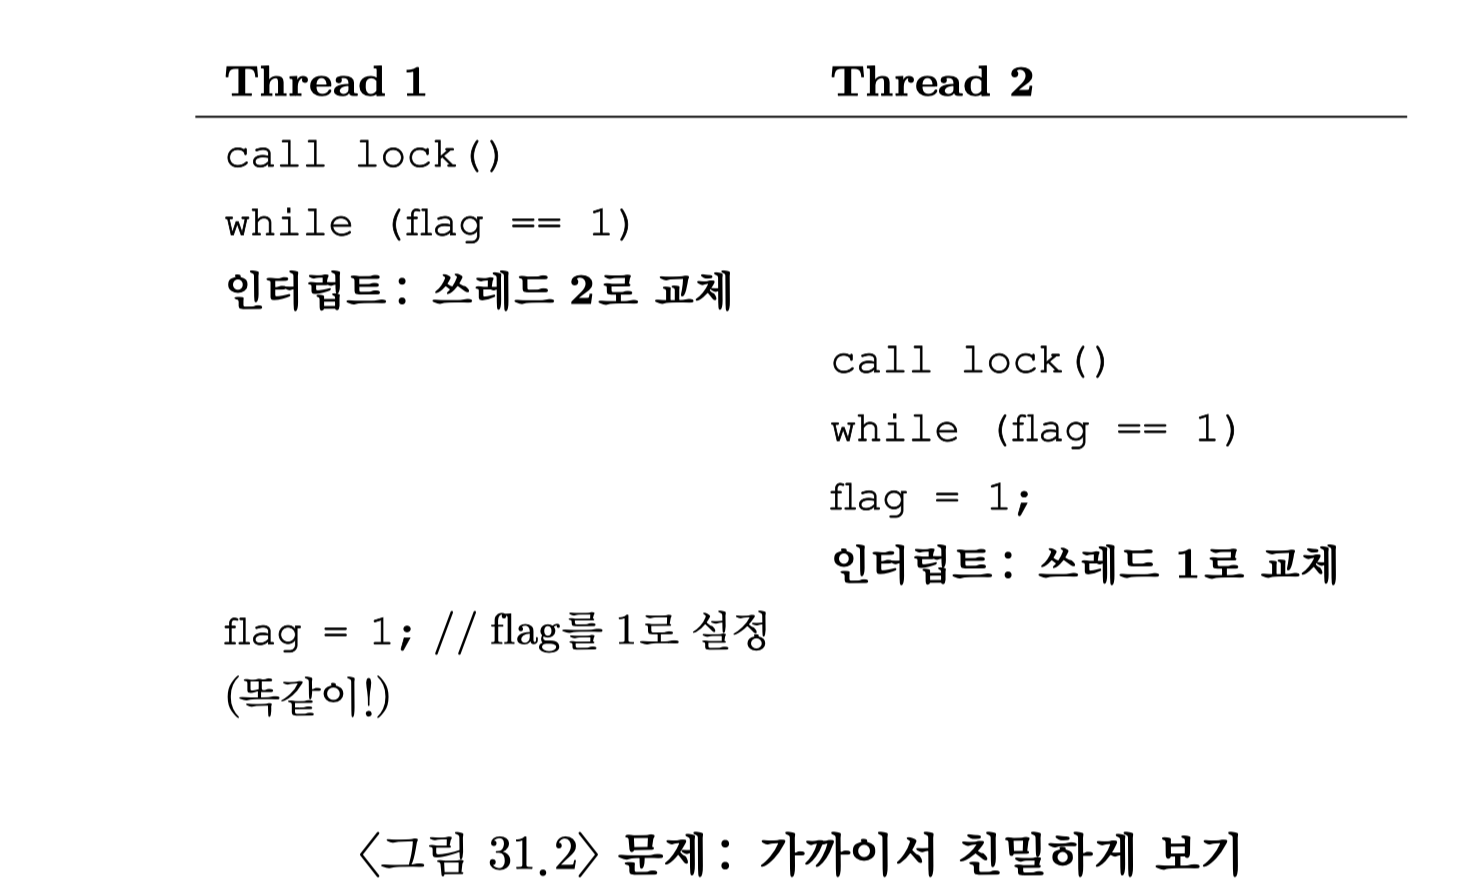 Thread 1 Thread 2
call lock()
while (flag == 1)
인터럽트: 쓰레드 2로 교체
call lock()
while (flag == 1)
flag = 1;
인터럽트: 쓰레드 1로 교체
flag = 1; // flag를 1로 설정
(똑같이!)
〈그림 31.2〉 문제: 가까이서 친밀하게 보기